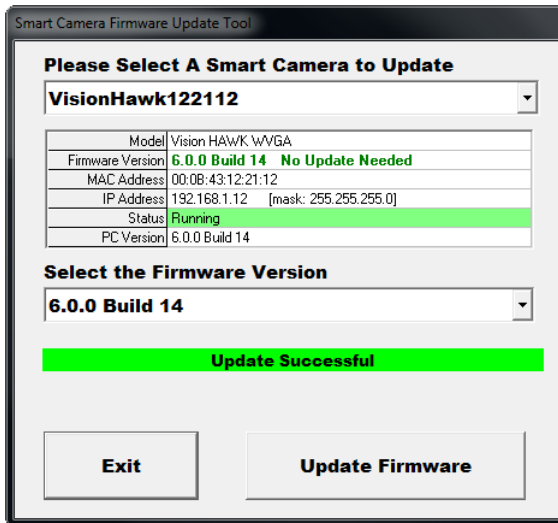 Smart Camera Firmware Update Tool
Please Select A Smart Camera to Update
VisionHawk122112
Model Vision HAWK WVGA
Firmware Version 6.0.0 Build 14 No Update Needed
MAC Address 00:0B:43:12:21:12
IP Address 192.168.1.12 [mask: 255.255.255.0]
Status Running
PC Version 6.0.0 Build 14
Select the Firmware Version
6.0.0 Build 14
Update Successful
Exit Update Firmware